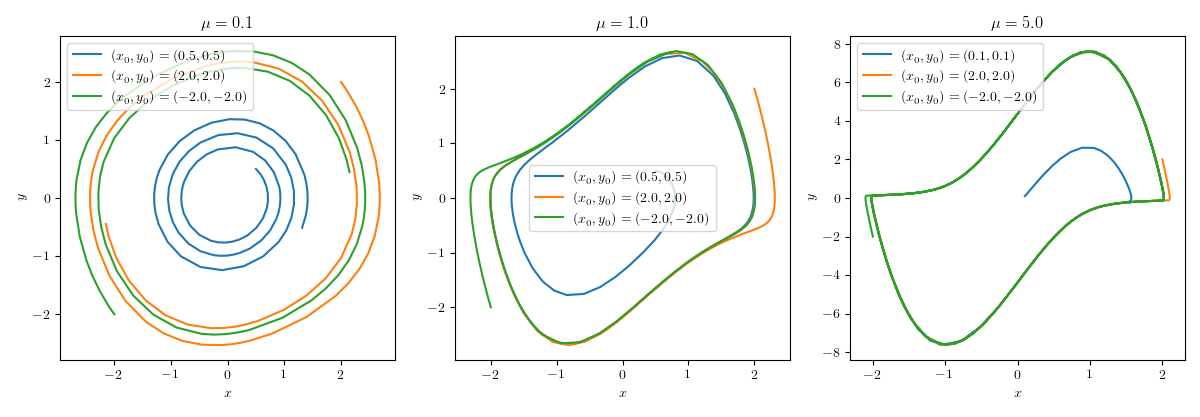 μ = 0.1
(x₀, y₀) = (0.5, 0.5)
(x₀, y₀) = (2.0, 2.0)
(x₀, y₀) = (−2.0, −2.0)
2
1
0
−1
−2
y
−2 −1 0 1 2
x
μ = 1.0
(x₀, y₀) = (0.5, 0.5)
(x₀, y₀) = (2.0, 2.0)
(x₀, y₀) = (−2.0, −2.0)
2
1
0
−1
−2
y
−2 −1 0 1 2
x
μ = 5.0
(x₀, y₀) = (0.1, 0.1)
(x₀, y₀) = (2.0, 2.0)
(x₀, y₀) = (−2.0, −2.0)
8
6
4
2
0
−2
−4
−6
−8
y
−2 −1 0 1 2
x